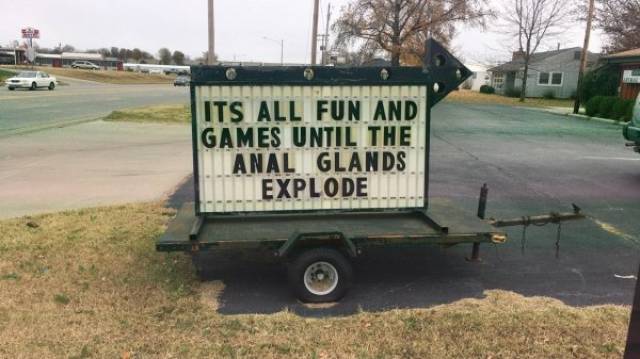 ITS ALL FUN AND
GAMES UNTIL THE
ANAL GLANDS
EXPLODE